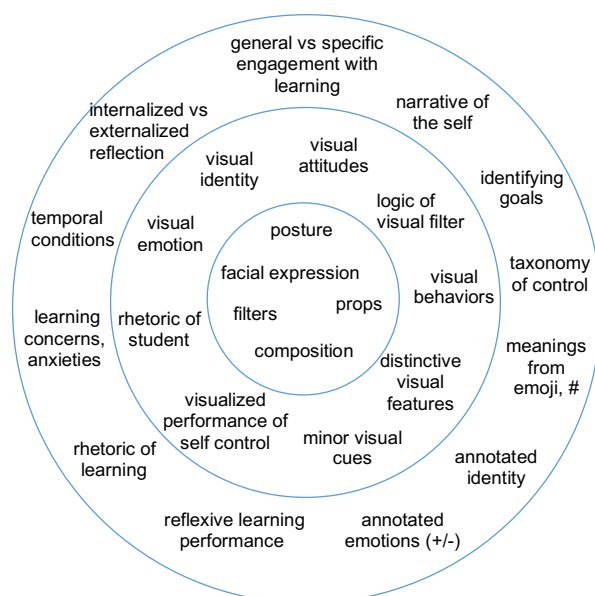 general vs specific
engagement with
learning
narrative of
the self
identifying
goals
taxonomy
of control
meanings
from
emoji, #
annotated
identity
annotated
emotions (+/-)
reflexive learning
performance
rhetoric of
learning
learning
concerns,
anxieties
temporal
conditions
internalized vs
externalized
reflection
visual
attitudes
logic of
visual filter
visual
behaviors
distinctive
visual
features
minor visual
cues
visualized
performance of
self control
rhetoric of
student
visual
emotion
visual
identity
posture
facial expression
props
filters
composition